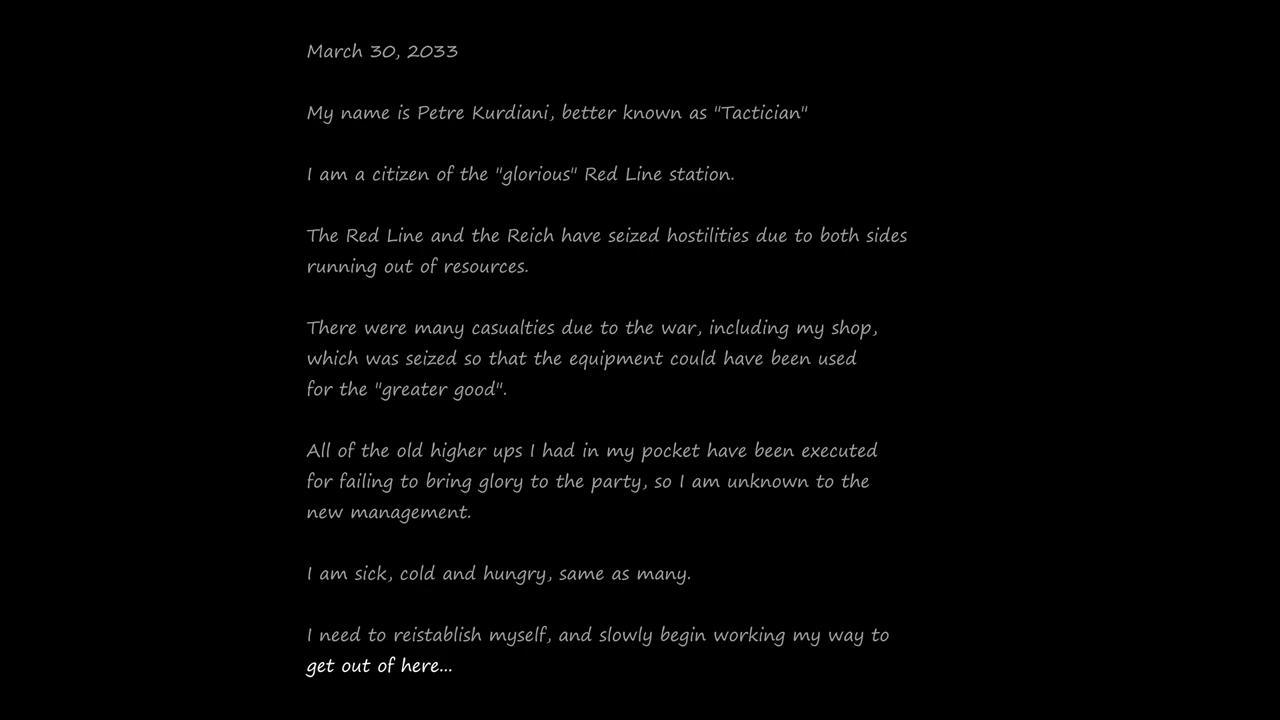 March 30, 2033
My name is Petre Kurdiani, better known as "Tactician"
I am a citizen of the "glorious" Red Line station.
The Red Line and the Reich have seized hostilities due to both sides
running out of resources.
There were many casualties due to the war, including my shop,
which was seized so that the equipment could have been used
for the "greater good".
All of the old higher ups I had in my pocket have been executed
for failing to bring glory to the party, so I am unknown to the
new management.
I am sick, cold and hungry, same as many.
I need to reistablish myself, and slowly begin working my way to
get out of here...